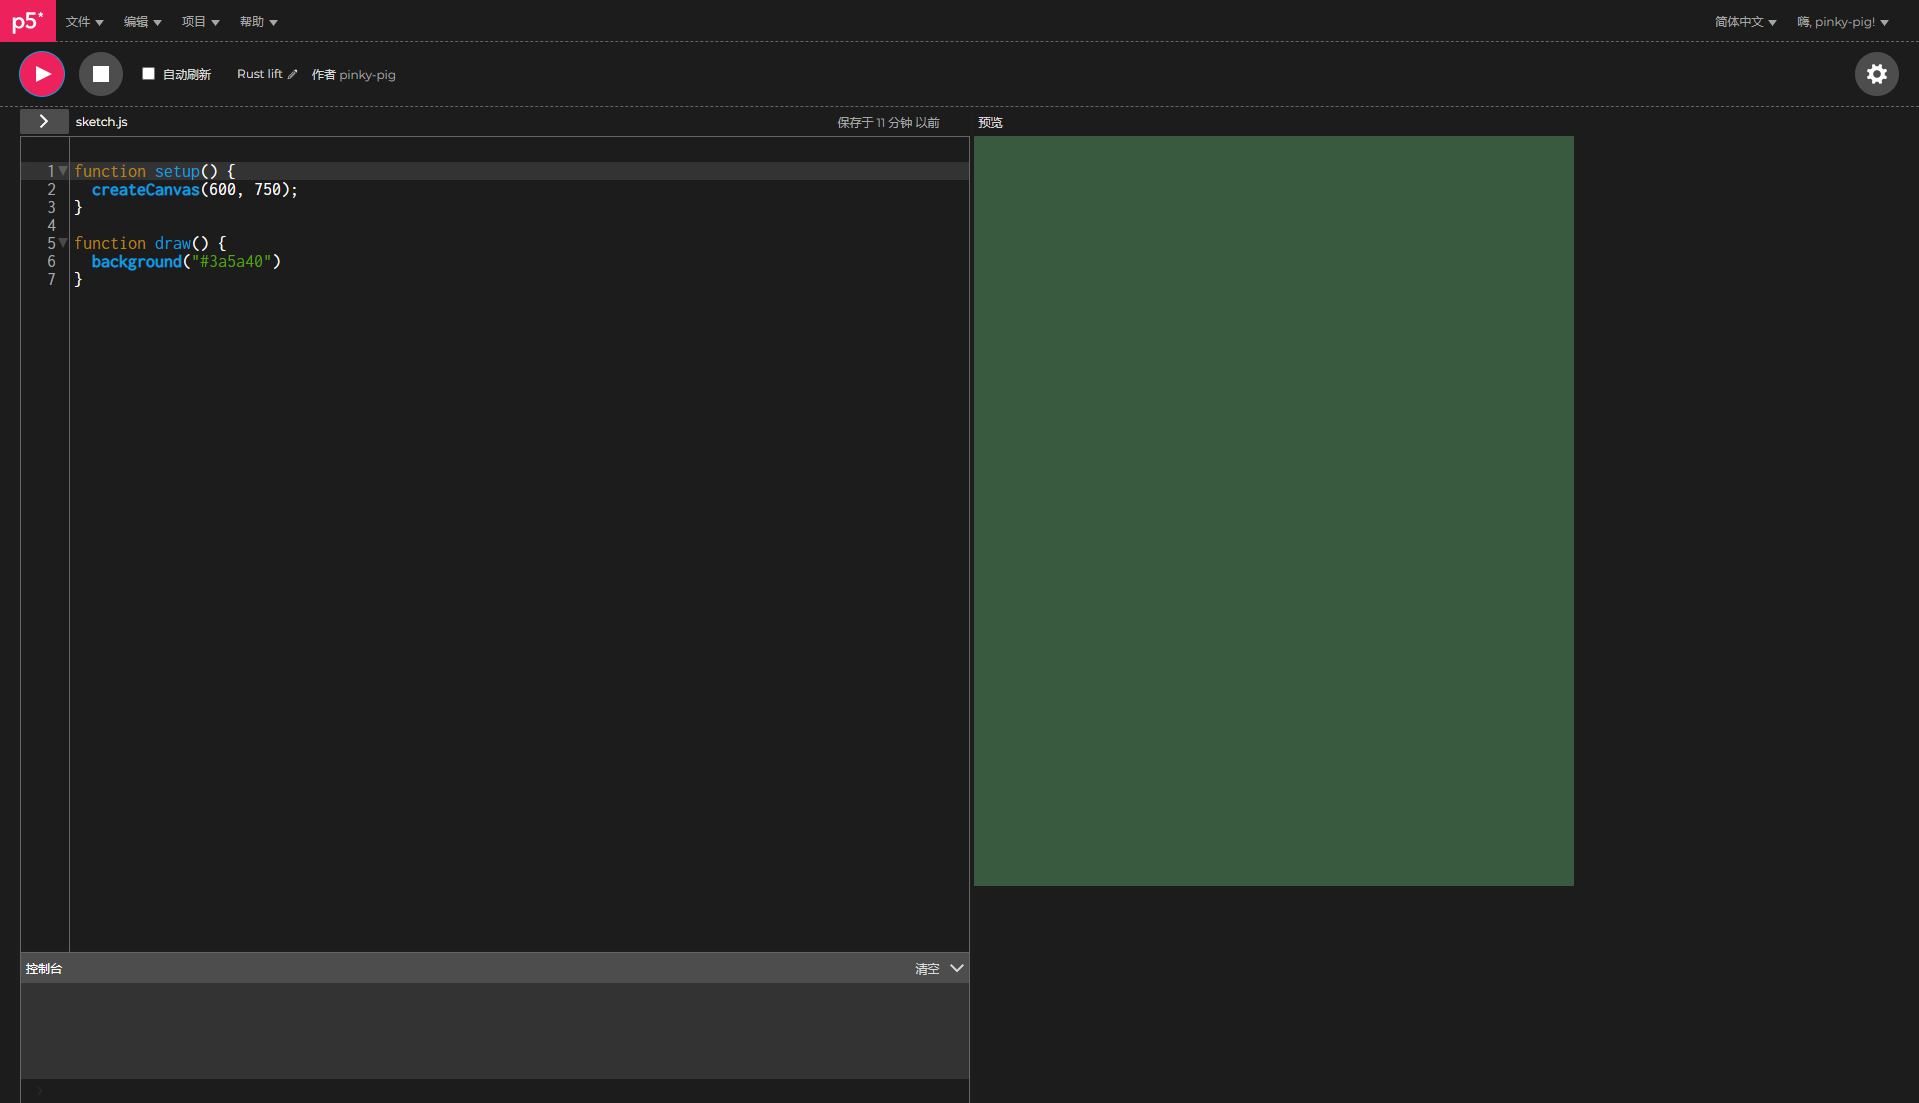 p5* 文件 编辑 项目 帮助 简体中文 嗨, pinky-pig!
自动刷新 Rust lift 作者 pinky-pig
sketch.js 保存于 11 分钟 以前 预览
1 function setup() {
2   createCanvas(600, 750);
3 }
4
5 function draw() {
6   background("#3a5a40")
7 }
控制台 清空